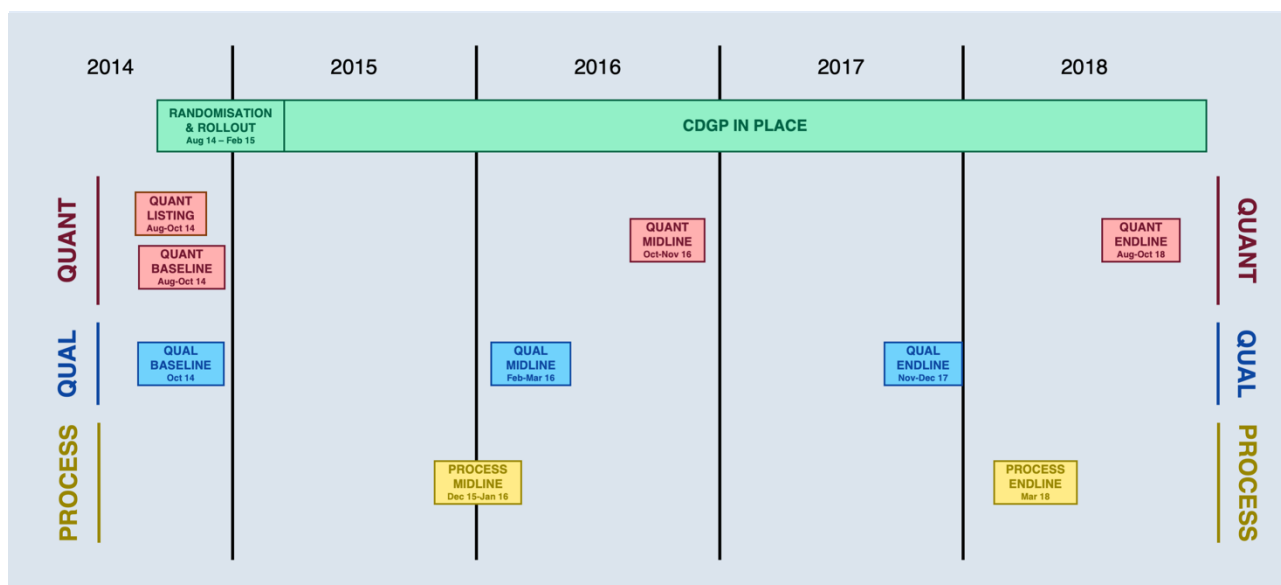 2014
2015
2016
2017
2018
RANDOMISATION
& ROLLOUT
Aug 14 – Feb 15
CDGP IN PLACE
QUANT
QUANT
LISTING
Aug-Oct 14
QUANT
BASELINE
Aug-Oct 14
QUANT
MIDLINE
Oct-Nov 16
QUANT
ENDLINE
Aug-Oct 18
QUANT
QUAL
QUAL
BASELINE
Oct 14
QUAL
MIDLINE
Feb-Mar 16
QUAL
ENDLINE
Nov-Dec 17
QUAL
PROCESS
PROCESS
MIDLINE
Dec 15-Jan 16
PROCESS
ENDLINE
Mar 18
PROCESS